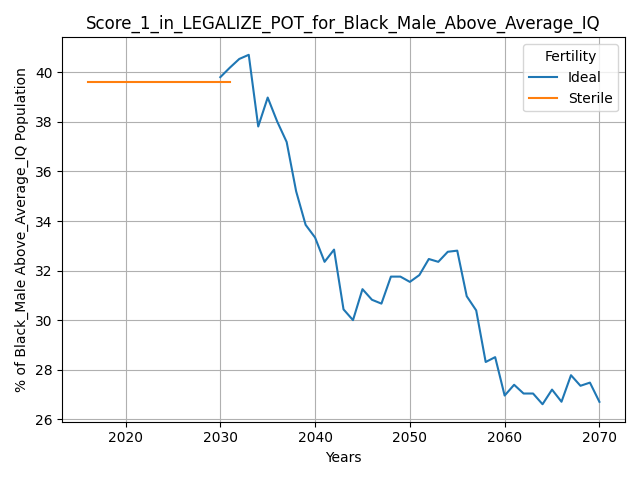 Score_1_in_LEGALIZE_POT_for_Black_Male_Above_Average_IQ
% of Black_Male Above_Average_IQ Population
40
38
36
34
32
30
28
26
Fertility
Ideal
Sterile
2020 2030 2040 2050 2060 2070
Years